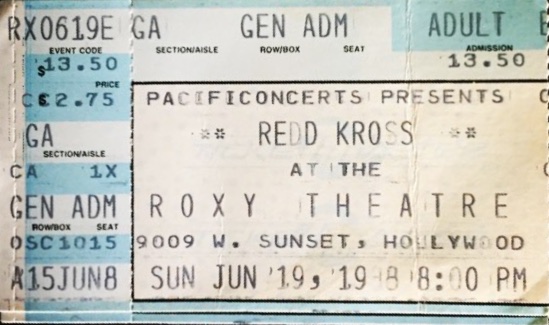 RX0619E GA GEN ADM ADULT E
EVENT CODE SECTION/AISLE ROW/BOX SEAT ADMISSION
$13.50 13.50
PRICE
C 2.75 PACIFICONCERTS PRESENTS
GA ** REDD KROSS **
SECTION/AISLE
CA 1X AT THE
GEN ADM ROXY THEATRE
ROW/BOX SEAT
OSC1015 9009 W. SUNSET, HOLLYWOOD
A15JUN8 SUN JUN 19, 1988 8:00 PM